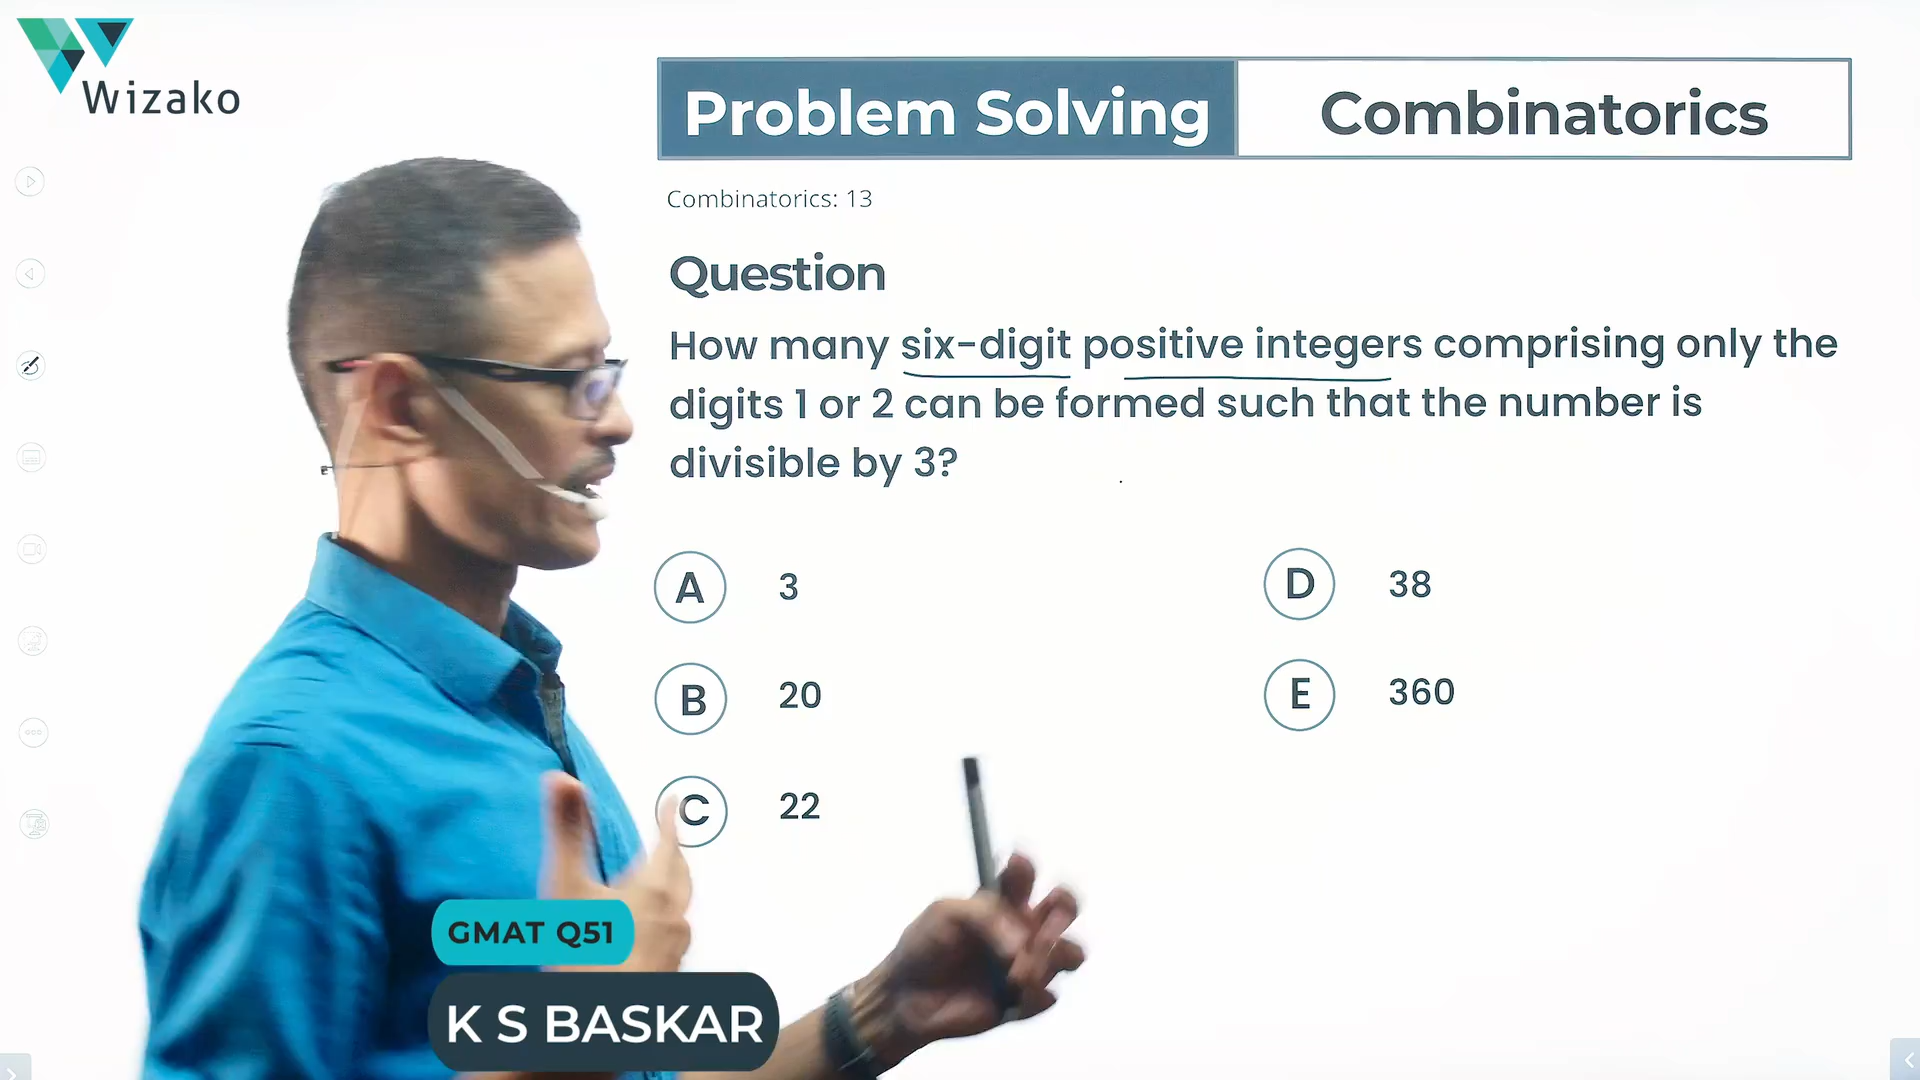 Wizako
Problem Solving
Combinatorics
Combinatorics: 13
Question
How many six-digit positive integers comprising only the
digits 1 or 2 can be formed such that the number is
divisible by 3?
A 3
D 38
B 20
E 360
C 22
GMAT Q51
K S BASKAR